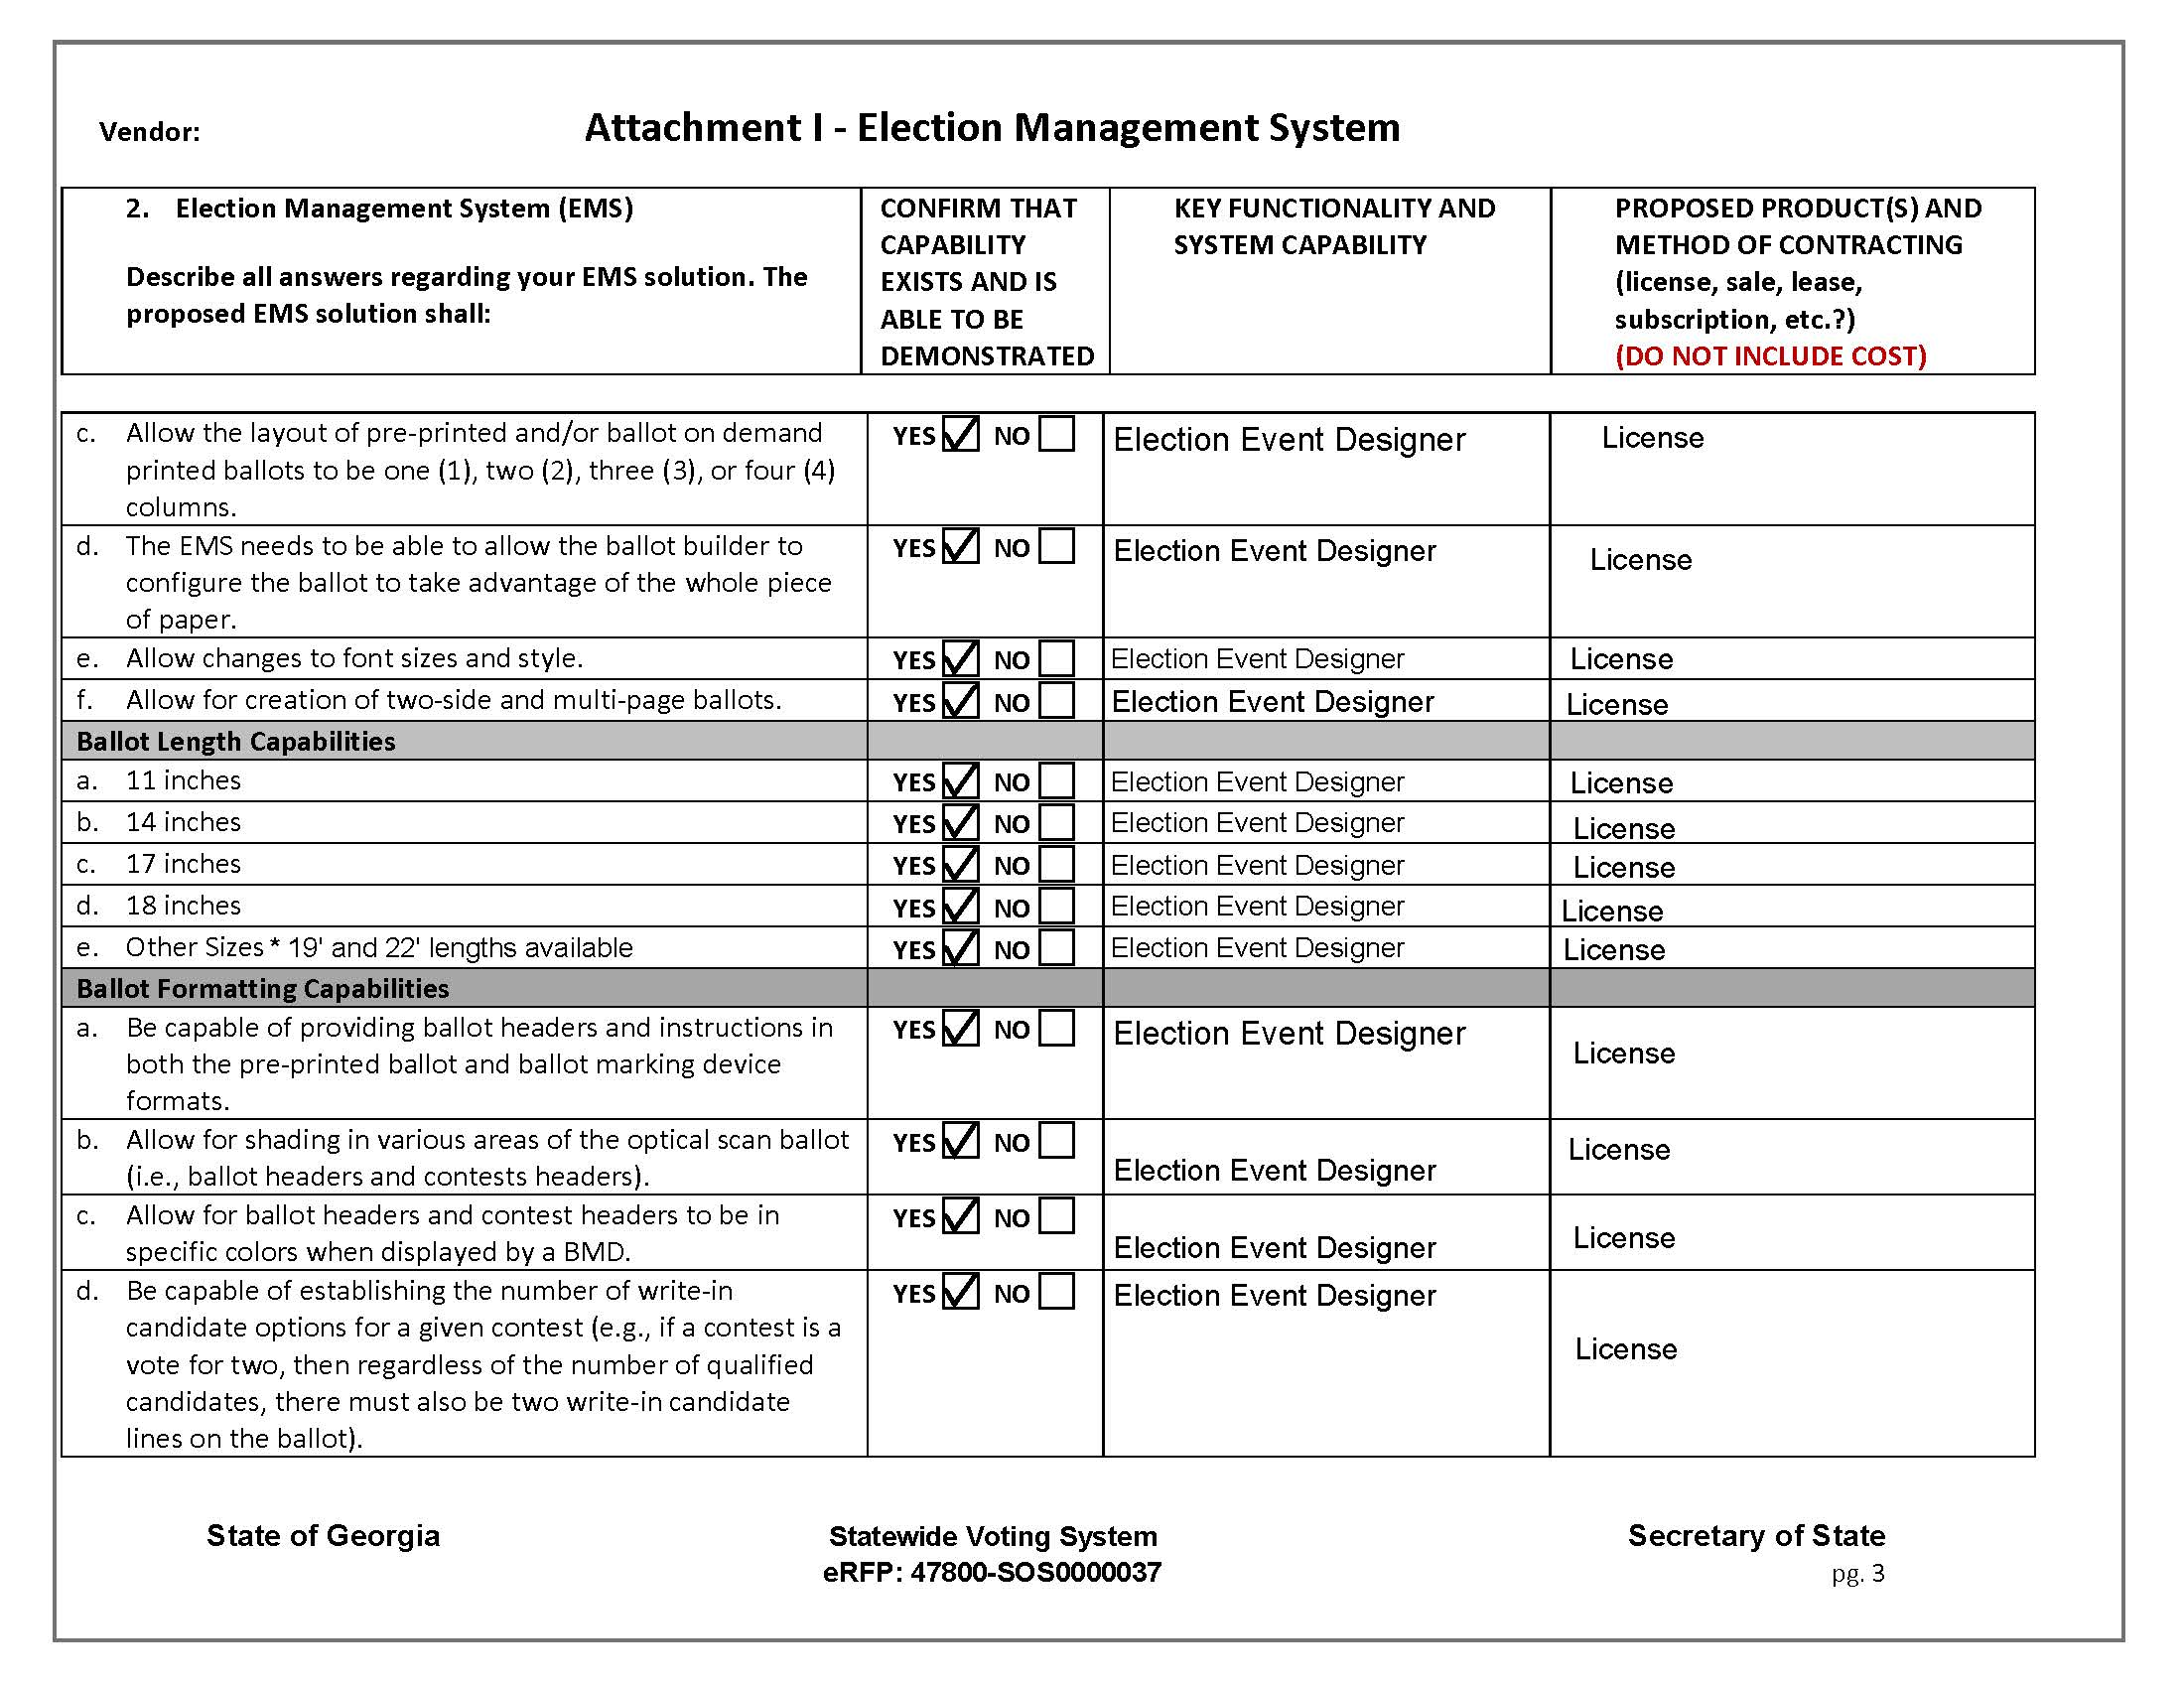 Vendor:
Attachment I - Election Management System
2. Election Management System (EMS)
Describe all answers regarding your EMS solution. The
proposed EMS solution shall:
CONFIRM THAT
CAPABILITY
EXISTS AND IS
ABLE TO BE
DEMONSTRATED
KEY FUNCTIONALITY AND
SYSTEM CAPABILITY
PROPOSED PRODUCT(S) AND
METHOD OF CONTRACTING
(license, sale, lease,
subscription, etc.?)
(DO NOT INCLUDE COST)
c. Allow the layout of pre-printed and/or ballot on demand
printed ballots to be one (1), two (2), three (3), or four (4)
columns.
YES NO
Election Event Designer
License
d. The EMS needs to be able to allow the ballot builder to
configure the ballot to take advantage of the whole piece
of paper.
YES NO
Election Event Designer
License
e. Allow changes to font sizes and style.
YES NO
Election Event Designer
License
f. Allow for creation of two-side and multi-page ballots.
YES NO
Election Event Designer
License
Ballot Length Capabilities
a. 11 inches
YES NO
Election Event Designer
License
b. 14 inches
YES NO
Election Event Designer
License
c. 17 inches
YES NO
Election Event Designer
License
d. 18 inches
YES NO
Election Event Designer
License
e. Other Sizes * 19' and 22' lengths available
YES NO
Election Event Designer
License
Ballot Formatting Capabilities
a. Be capable of providing ballot headers and instructions in
both the pre-printed ballot and ballot marking device
formats.
YES NO
Election Event Designer
License
b. Allow for shading in various areas of the optical scan ballot
(i.e., ballot headers and contests headers).
YES NO
Election Event Designer
License
c. Allow for ballot headers and contest headers to be in
specific colors when displayed by a BMD.
YES NO
Election Event Designer
License
d. Be capable of establishing the number of write-in
candidate options for a given contest (e.g., if a contest is a
vote for two, then regardless of the number of qualified
candidates, there must also be two write-in candidate
lines on the ballot).
YES NO
Election Event Designer
License
State of Georgia
Statewide Voting System
eRFP: 47800-SOS0000037
Secretary of State
pg. 3